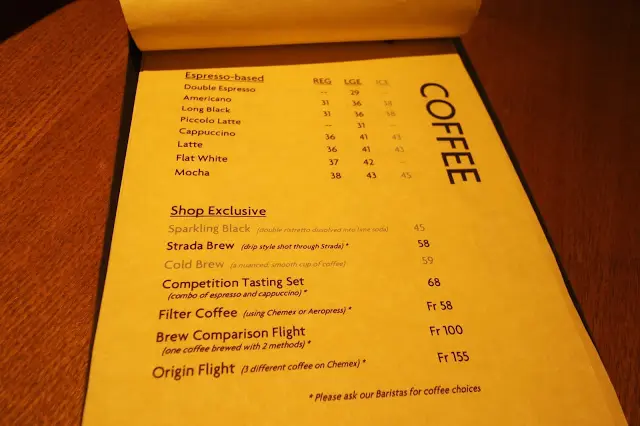 COFFEE
Espresso-based REG LGE ICE
Double Espresso -- 29
Americano 31 36 38
Long Black 31 36 38
Piccolo Latte -- 31 --
Cappuccino 36 41 43
Latte 36 41 43
Flat White 37 42 --
Mocha 38 43 45
Shop Exclusive
Sparkling Black (double ristretto dissolved into lime soda) 45
Strada Brew (drip style shot through Strada) * 58
Cold Brew (a nuanced, smooth cup of coffee) 59
Competition Tasting Set 68
(combo of espresso and cappuccino) *
Filter Coffee (using Chemex or Aeropress) * Fr 58
Brew Comparison Flight Fr 100
(one coffee brewed with 2 methods) *
Origin Flight (3 different coffee on Chemex) * Fr 155
* Please ask our Baristas for coffee choices